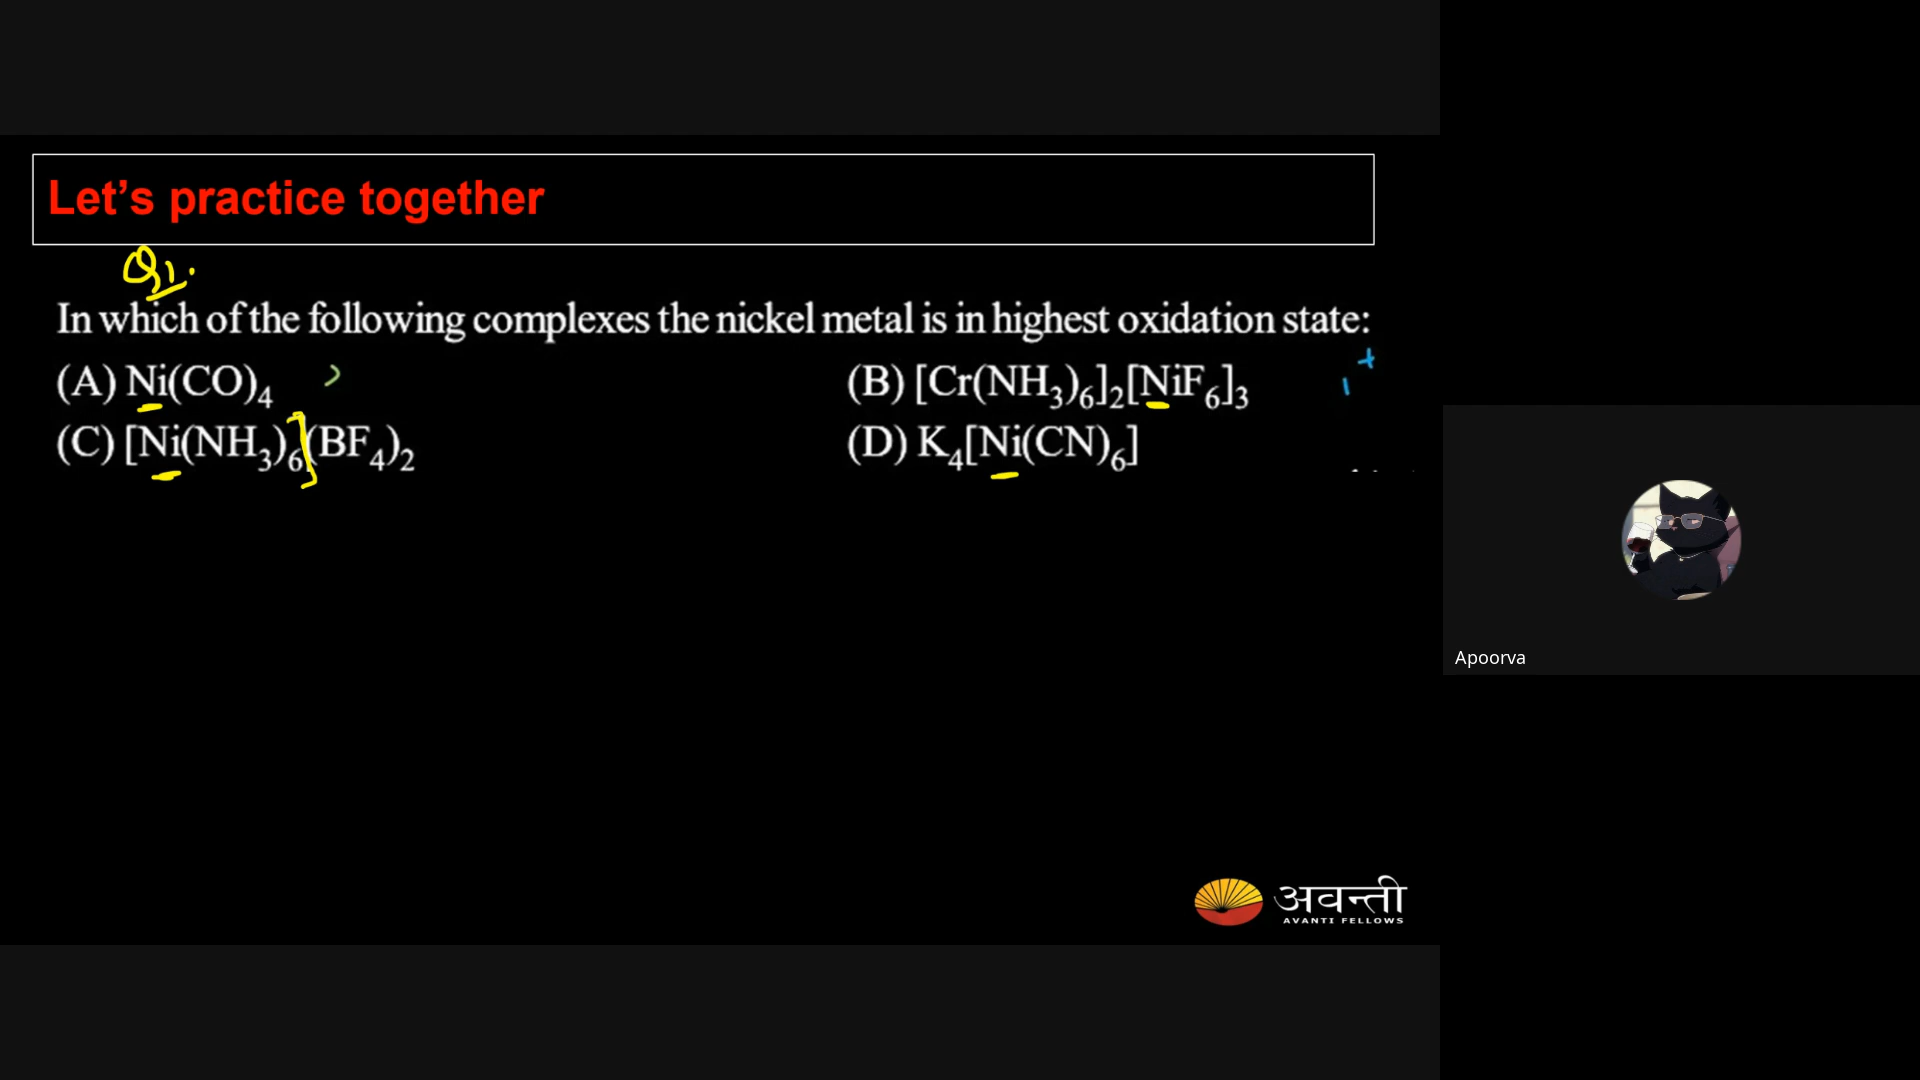 Let’s practice together
Q1.
In which of the following complexes the nickel metal is in highest oxidation state:
(A) Ni(CO)4
(B) [Cr(NH3)6]2[NiF6]3
(C) [Ni(NH3)6](BF4)2
(D) K4[Ni(CN)6]
Apoorva
अवन्ती
AVANTI FELLOWS